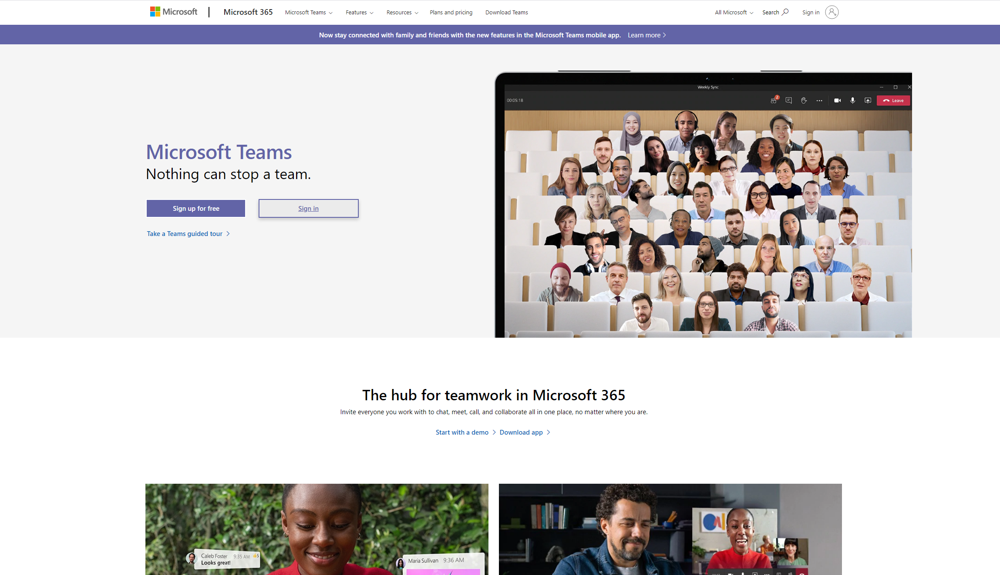 Microsoft
Microsoft 365
Microsoft Teams
Features
Resources
Plans and pricing
Download Teams
All Microsoft
Search
Sign in
Now stay connected with family and friends with the new features in the Microsoft Teams mobile app. Learn more
Weekly Sync
00:05:18
2
Leave
Microsoft Teams
Nothing can stop a team.
Sign up for free
Sign in
Take a Teams guided tour
The hub for teamwork in Microsoft 365
Invite everyone you work with to chat, meet, call, and collaborate all in one place, no matter where you are.
Start with a demo
Download app
Caleb Foster 9:35 AM 5
Looks great!
Maria Sullivan 9:36 AM